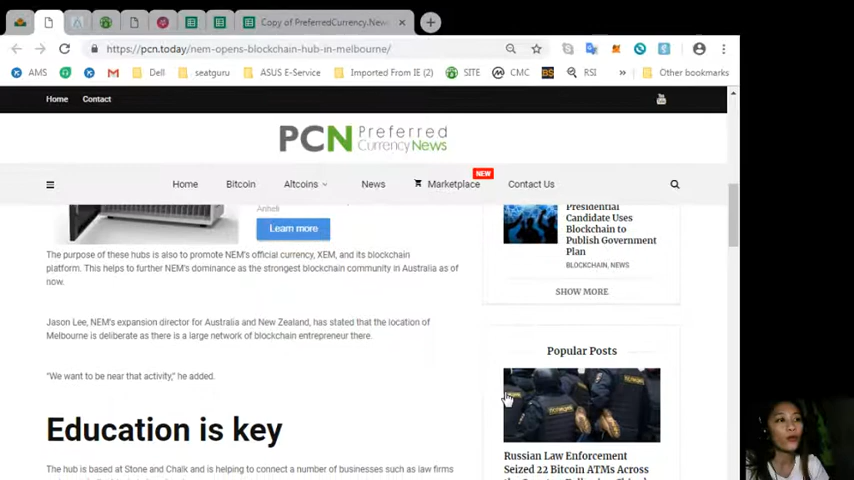 Copy of PreferredCurrency.New
https://pcn.today/nem-opens-blockchain-hub-in-melbourne/
AMS
Dell
seatguru
ASUS E-Service
Imported From IE (2)
SITE
CMC
BS
RSI
»
Other bookmarks
Home
Contact
PCN Preferred
CurrencyNews
NEW
Home
Bitcoin
Altcoins
News
Marketplace
Contact Us
Learn more
The purpose of these hubs is also to promote NEM's official currency, XEM, and its blockchain
platform. This helps to further NEM's dominance as the strongest blockchain community in Australia as of
now.
Jason Lee, NEM's expansion director for Australia and New Zealand, has stated that the location of
Melbourne is deliberate as there is a large network of blockchain entrepreneur there.
"We want to be near that activity," he added.
Education is key
The hub is based at Stone and Chalk and is helping to connect a number of businesses such as law firms
Presidential
Candidate Uses
Blockchain to
Publish Government
Plan
BLOCKCHAIN, NEWS
SHOW MORE
Popular Posts
Russian Law Enforcement
Seized 22 Bitcoin ATMs Across